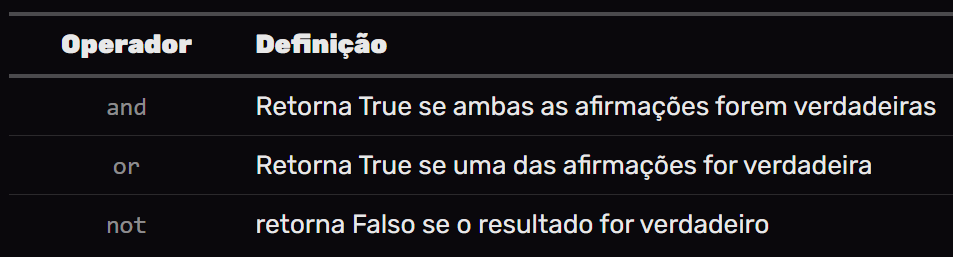 Operador Definição
and Retorna True se ambas as afirmações forem verdadeiras
or Retorna True se uma das afirmações for verdadeira
not retorna Falso se o resultado for verdadeiro